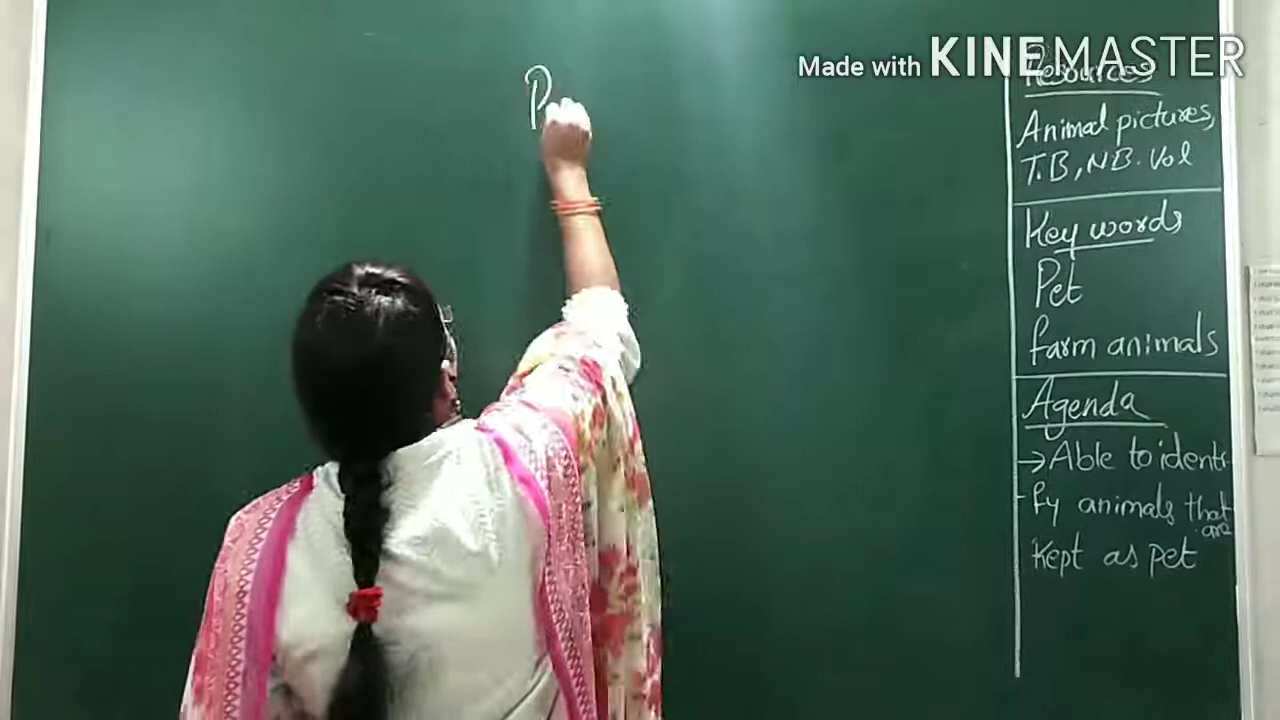 P
Made with KINEMASTER
Resources
Animal pictures,
T.B, N B. Vol
Key words
Pet
farm animals
Agenda
→ Able to identi-
fy animals that
are
Kept as pet